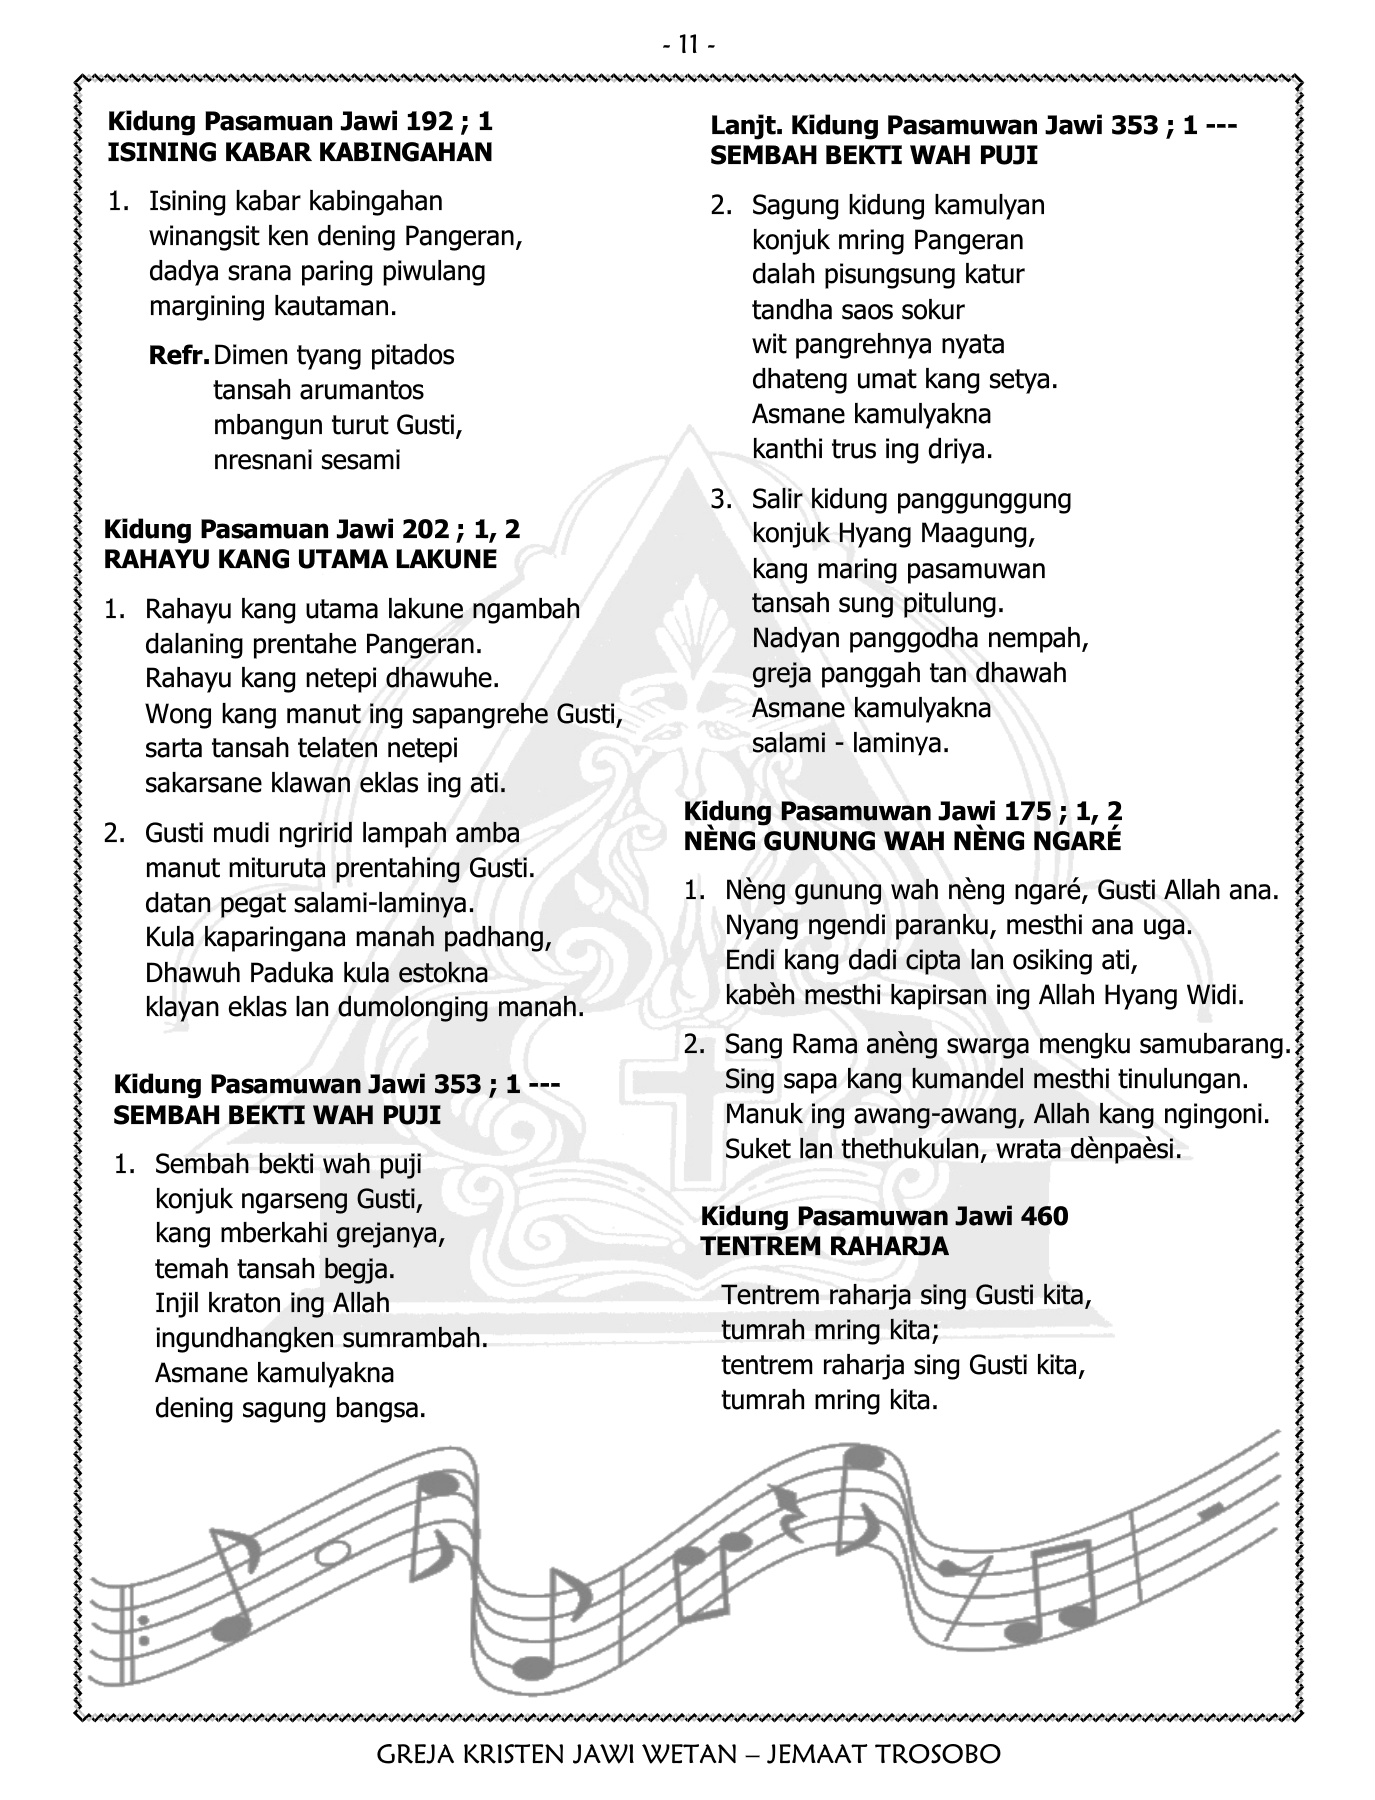 - 11 -
Kidung Pasamuan Jawi 192 ; 1
ISINING KABAR KABINGAHAN
1. Isining kabar kabingahan
winangsit ken dening Pangeran,
dadya srana paring piwulang
margining kautaman.
Refr. Dimen tyang pitados
tansah arumantos
mbangun turut Gusti,
nresnani sesami
Kidung Pasamuan Jawi 202 ; 1, 2
RAHAYU KANG UTAMA LAKUNE
1. Rahayu kang utama lakune ngambah
dalaning prentahe Pangeran.
Rahayu kang netepi dhawuhe.
Wong kang manut ing sapangrehe Gusti,
sarta tansah telaten netepi
sakarsane klawan eklas ing ati.
2. Gusti mudi ngririd lampah amba
manut mituruta prentahing Gusti.
datan pegat salami-laminya.
Kula kaparingana manah padhang,
Dhawuh Paduka kula estokna
klayan eklas lan dumolonging manah.
Kidung Pasamuwan Jawi 353 ; 1 ---
SEMBAH BEKTI WAH PUJI
1. Sembah bekti wah puji
konjuk ngarseng Gusti,
kang mberkahi grejanya,
temah tansah begja.
Injil kraton ing Allah
ingundhangken sumrambah.
Asmane kamulyakna
dening sagung bangsa.
Lanjt. Kidung Pasamuwan Jawi 353 ; 1 ---
SEMBAH BEKTI WAH PUJI
2. Sagung kidung kamulyan
konjuk mring Pangeran
dalah pisungsung katur
tandha saos sokur
wit pangrehnya nyata
dhateng umat kang setya.
Asmane kamulyakna
kanthi trus ing driya.
3. Salir kidung panggunggung
konjuk Hyang Maagung,
kang maring pasamuwan
tansah sung pitulung.
Nadyan panggodha nempah,
greja panggah tan dhawah
Asmane kamulyakna
salami - laminya.
Kidung Pasamuwan Jawi 175 ; 1, 2
NÈNG GUNUNG WAH NÈNG NGARÉ
1. Nèng gunung wah nèng ngaré, Gusti Allah ana.
Nyang ngendi paranku, mesthi ana uga.
Endi kang dadi cipta lan osiking ati,
kabèh mesthi kapirsan ing Allah Hyang Widi.
2. Sang Rama anèng swarga mengku samubarang.
Sing sapa kang kumandel mesthi tinulungan.
Manuk ing awang-awang, Allah kang ngingoni.
Suket lan thethukulan, wrata dènpaèsi.
Kidung Pasamuwan Jawi 460
TENTREM RAHARJA
Tentrem raharja sing Gusti kita,
tumrah mring kita;
tentrem raharja sing Gusti kita,
tumrah mring kita.
GREJA KRISTEN JAWI WETAN – JEMAAT TROSOBO